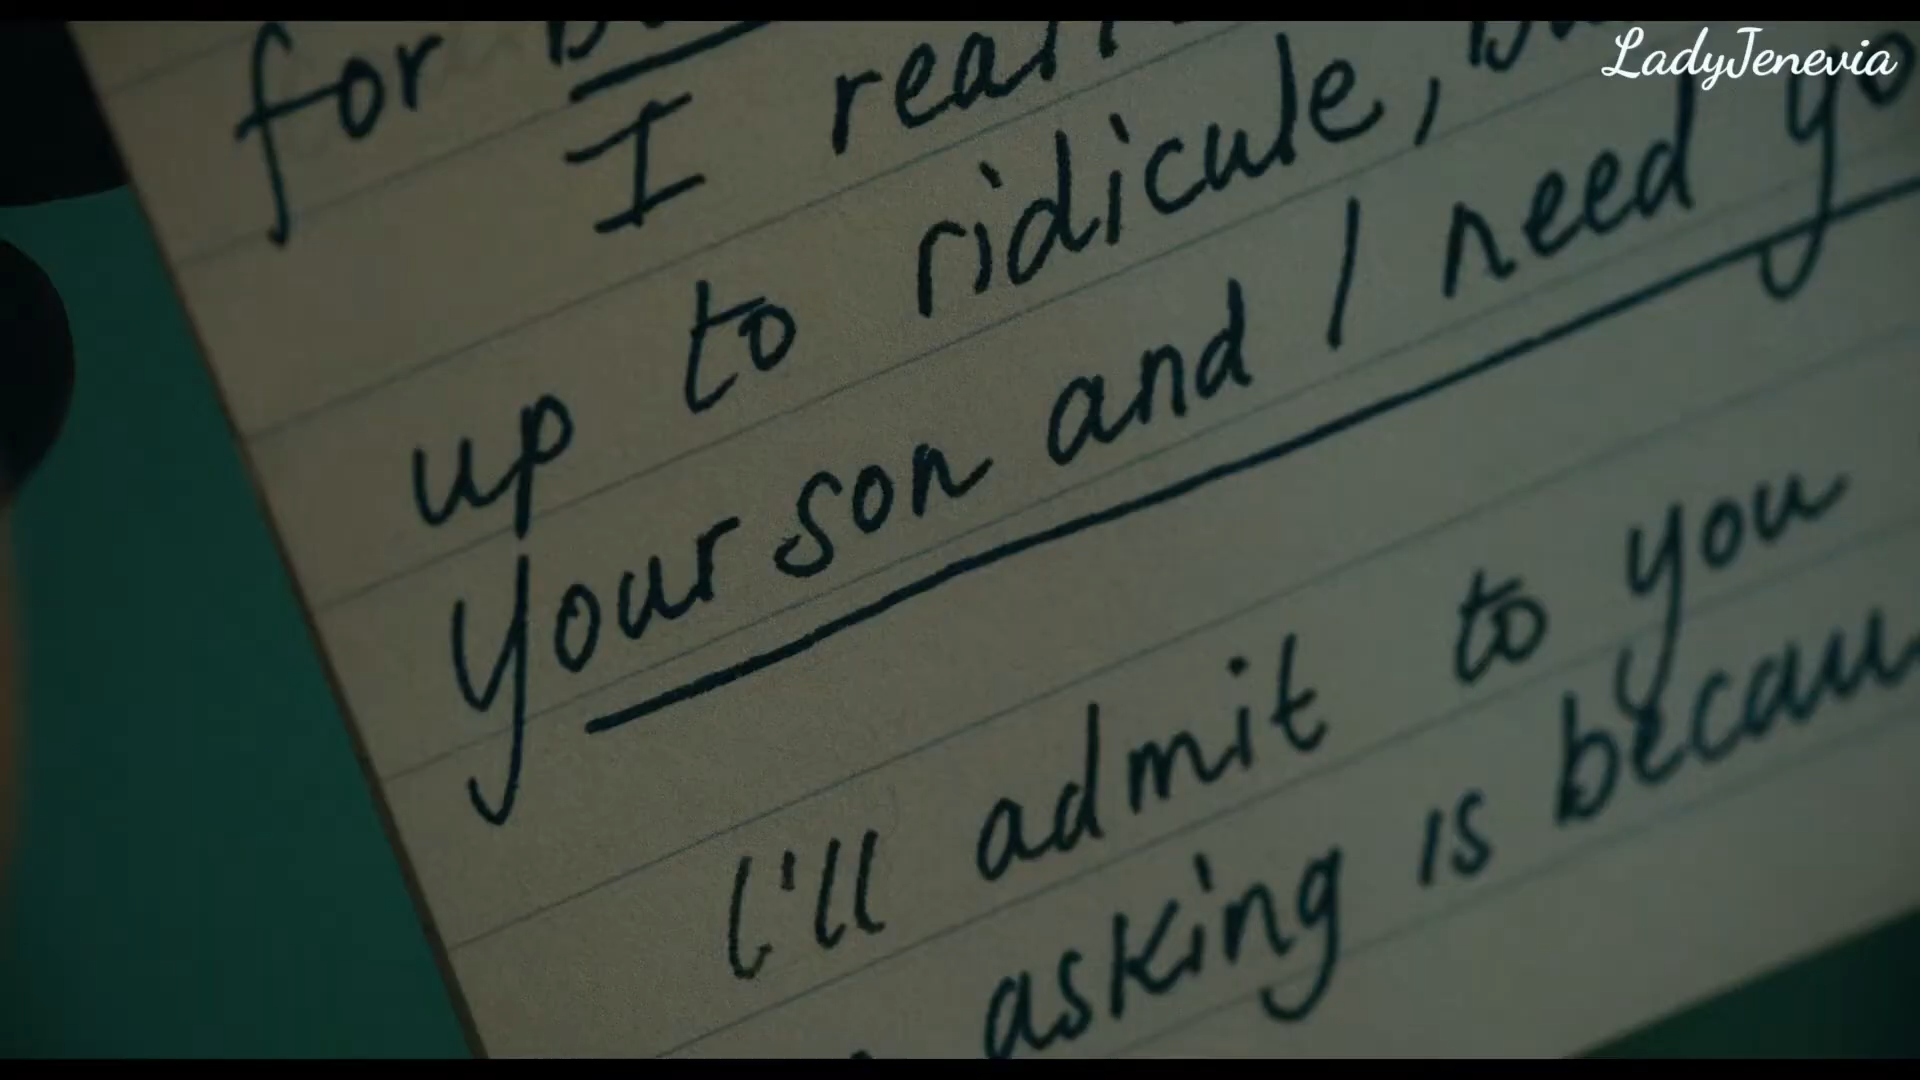 LadyJenevia
for
I
up to ridicule,
your son and I need
I'll admit to you
asking is